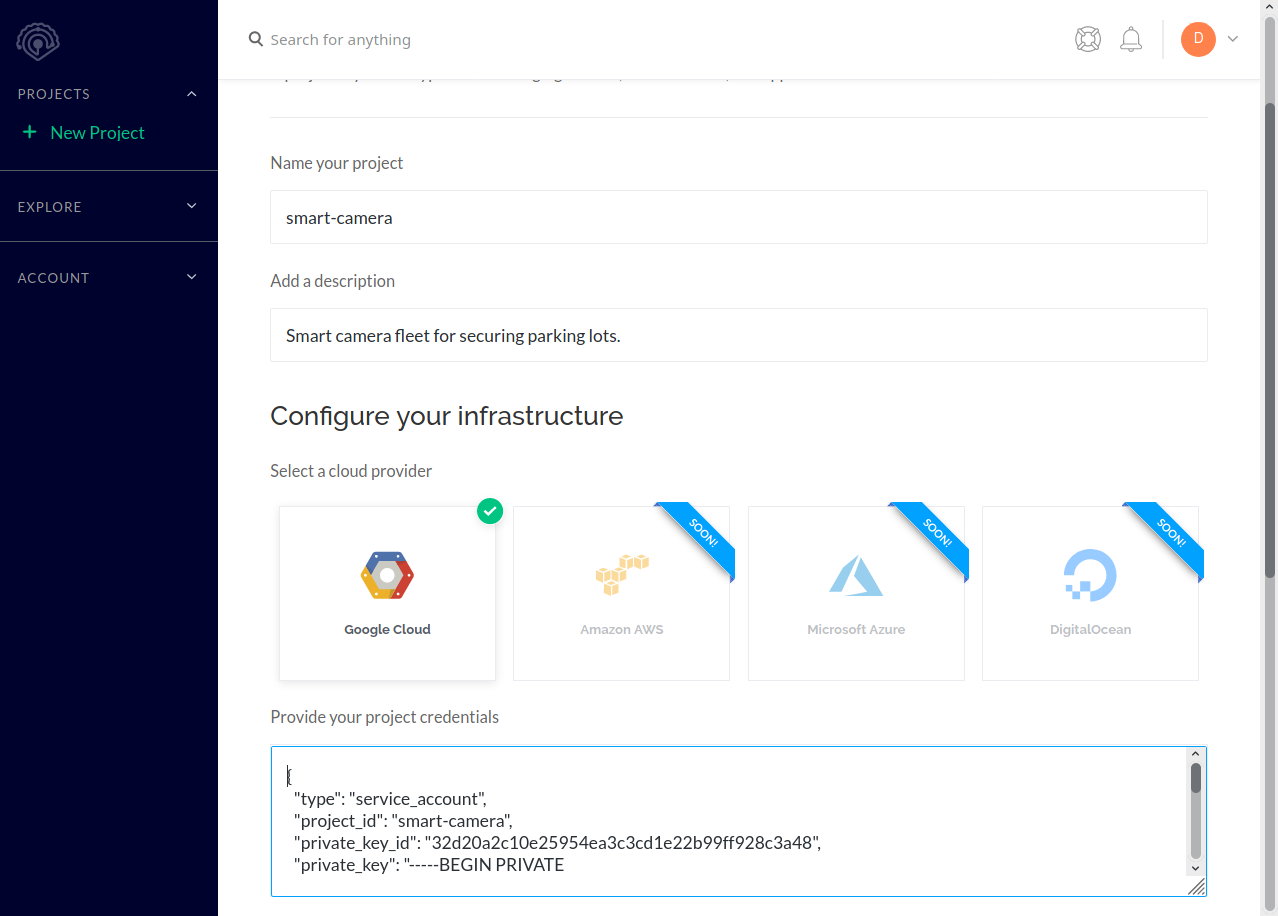 Search for anything
D
PROJECTS
+ New Project
EXPLORE
ACCOUNT
Name your project
smart-camera
Add a description
Smart camera fleet for securing parking lots.
Configure your infrastructure
Select a cloud provider
Google Cloud
SOON!
Amazon AWS
SOON!
Microsoft Azure
SOON!
DigitalOcean
Provide your project credentials
{
"type": "service_account",
"project_id": "smart-camera",
"private_key_id": "32d20a2c10e25954ea3c3cd1e22b99ff928c3a48",
"private_key": "-----BEGIN PRIVATE